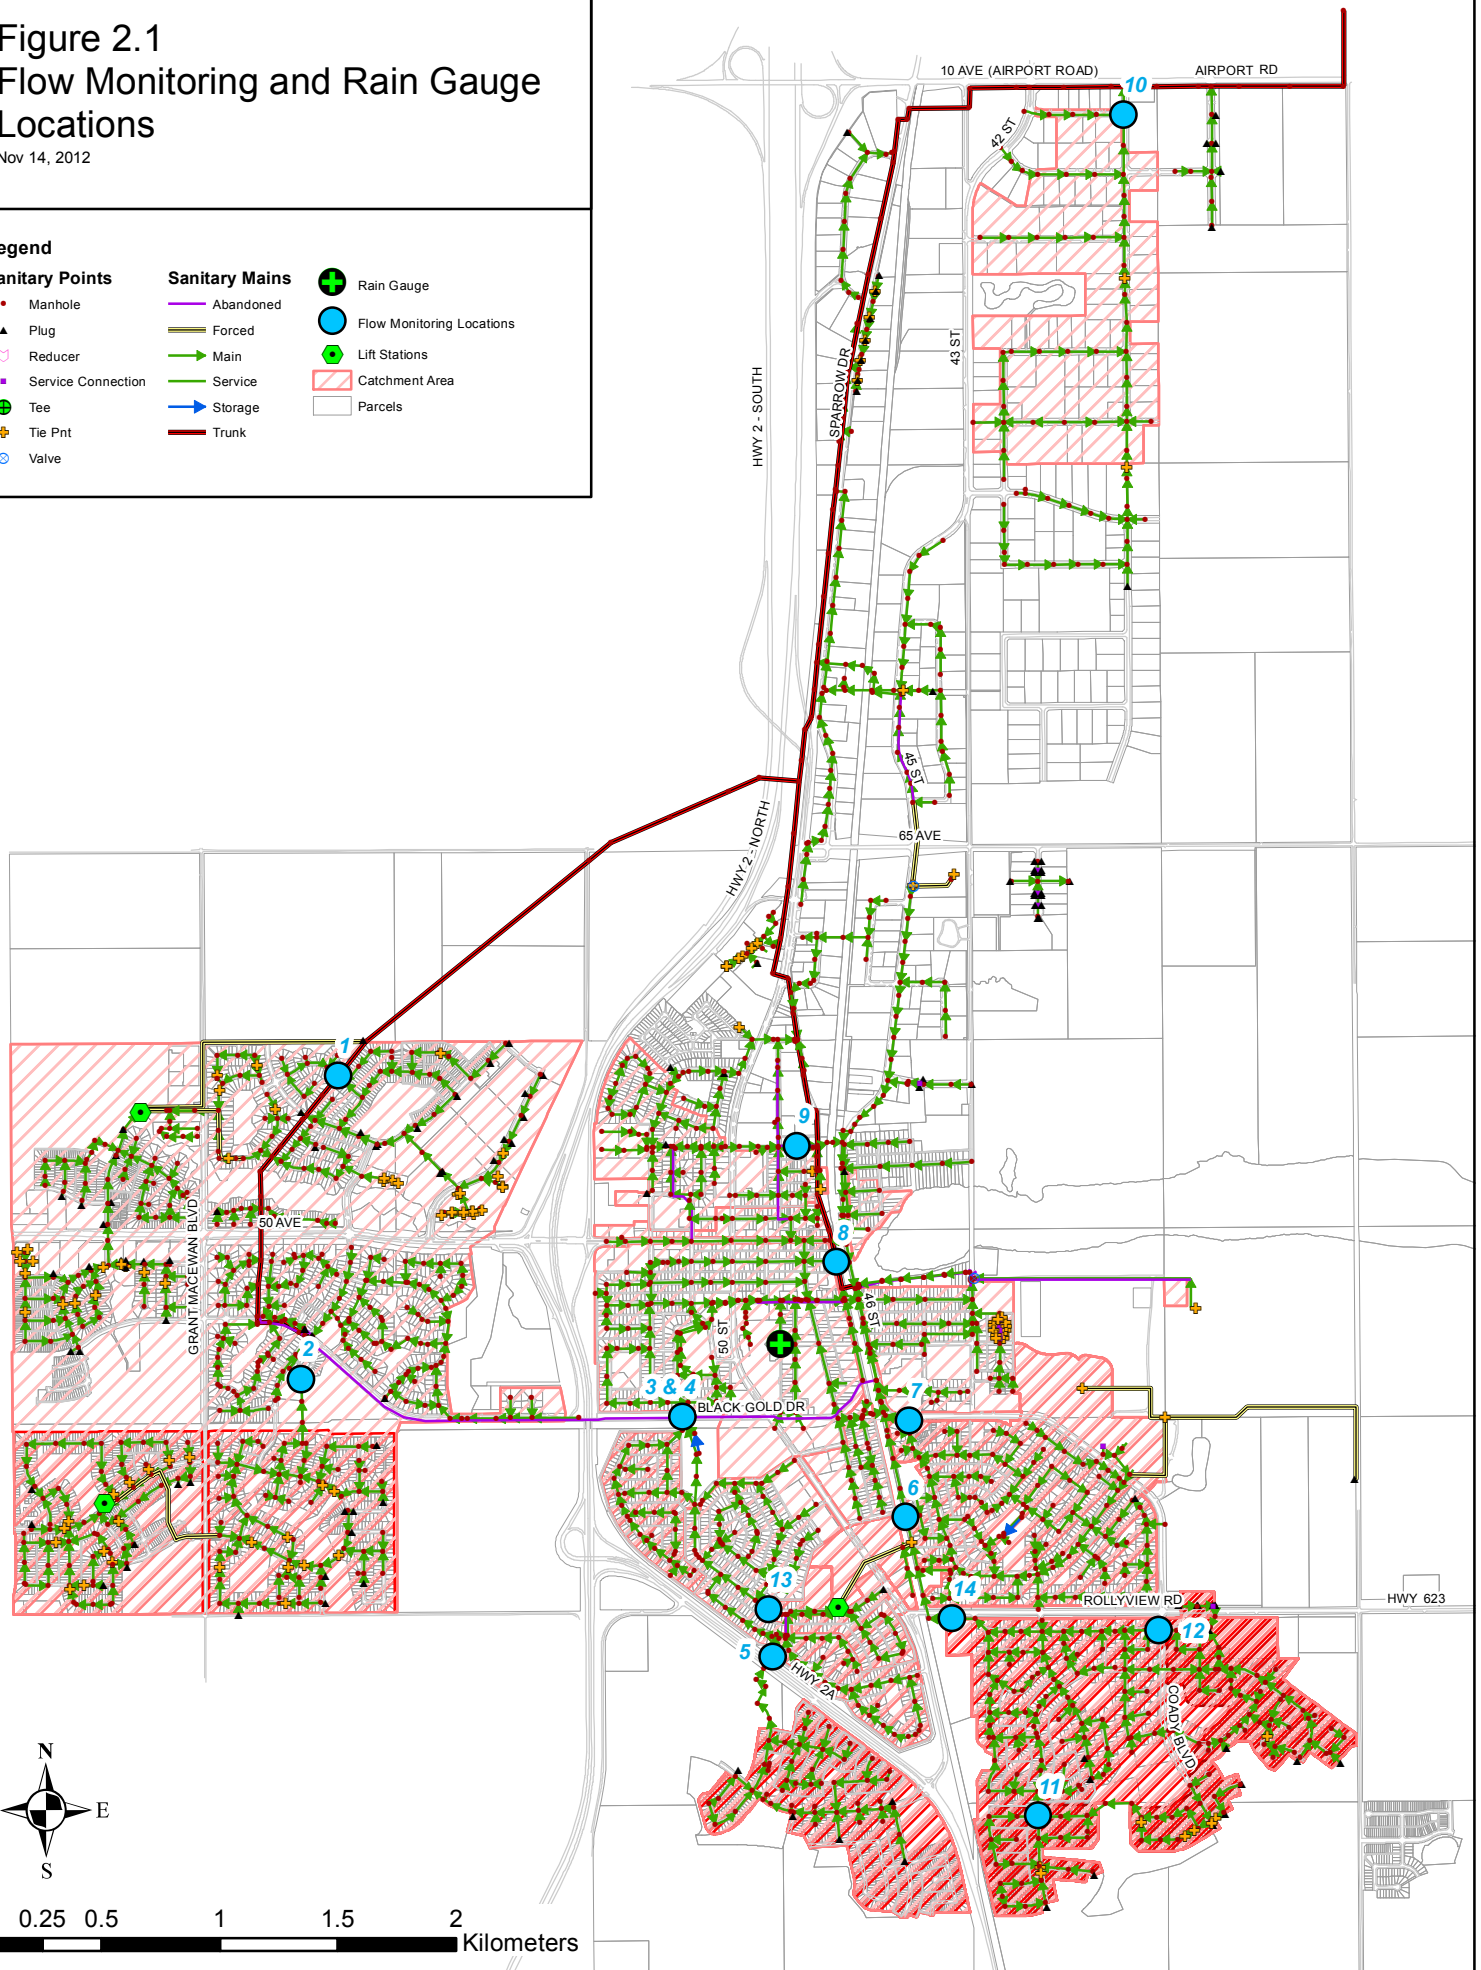 Figure 2.1
Flow Monitoring and Rain Gauge
Locations
Nov 14, 2012
egend
anitary Points
Manhole
Plug
Reducer
Service Connection
Tee
Tie Pnt
Valve
Sanitary Mains
Abandoned
Forced
Main
Service
Storage
Trunk
Rain Gauge
Flow Monitoring Locations
Lift Stations
Catchment Area
Parcels
10 AVE (AIRPORT ROAD)
AIRPORT RD
10
42 ST
43 ST
SPARROW DR
HWY 2 - SOUTH
45 ST
65 AVE
HWY 2 - NORTH
1
9
50 AVE
GRANT MACEWAN BLVD
8
46 ST
50 ST
2
3 & 4
BLACK GOLD DR
7
6
13
14
ROLLYVIEW RD
HWY 623
12
5
HWY 2A
COADY BLVD
11
N
E
S
0.25 0.5 1 1.5 2
Kilometers